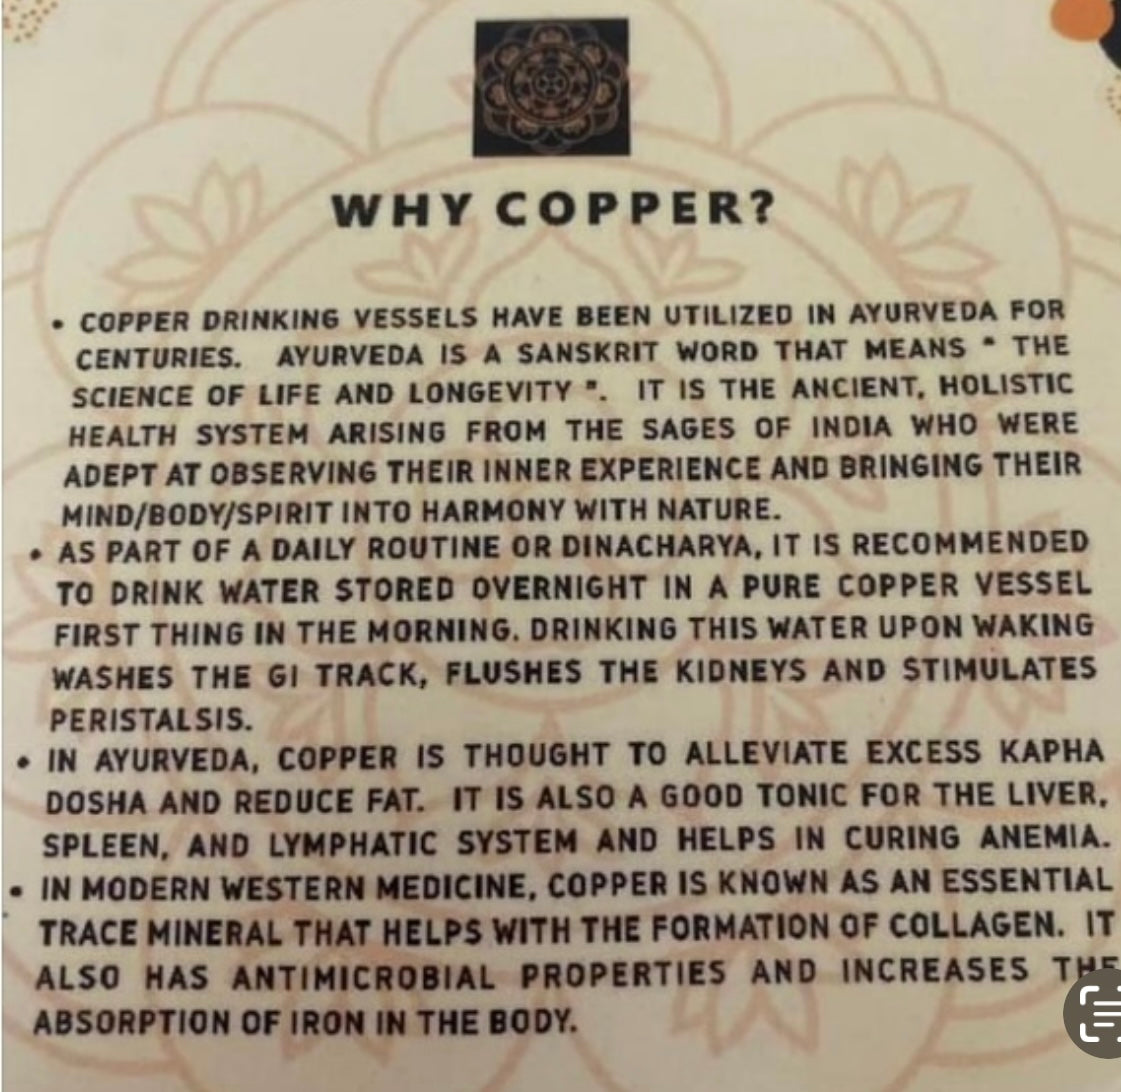 WHY COPPER?
• COPPER DRINKING VESSELS HAVE BEEN UTILIZED IN AYURVEDA FOR
CENTURIES. AYURVEDA IS A SANSKRIT WORD THAT MEANS " THE
SCIENCE OF LIFE AND LONGEVITY ". IT IS THE ANCIENT, HOLISTIC
HEALTH SYSTEM ARISING FROM THE SAGES OF INDIA WHO WERE
ADEPT AT OBSERVING THEIR INNER EXPERIENCE AND BRINGING THEIR
MIND/BODY/SPIRIT INTO HARMONY WITH NATURE.
• AS PART OF A DAILY ROUTINE OR DINACHARYA, IT IS RECOMMENDED
TO DRINK WATER STORED OVERNIGHT IN A PURE COPPER VESSEL
FIRST THING IN THE MORNING. DRINKING THIS WATER UPON WAKING
WASHES THE GI TRACK, FLUSHES THE KIDNEYS AND STIMULATES
PERISTALSIS.
• IN AYURVEDA, COPPER IS THOUGHT TO ALLEVIATE EXCESS KAPHA
DOSHA AND REDUCE FAT. IT IS ALSO A GOOD TONIC FOR THE LIVER,
SPLEEN, AND LYMPHATIC SYSTEM AND HELPS IN CURING ANEMIA.
• IN MODERN WESTERN MEDICINE, COPPER IS KNOWN AS AN ESSENTIAL
TRACE MINERAL THAT HELPS WITH THE FORMATION OF COLLAGEN. IT
ALSO HAS ANTIMICROBIAL PROPERTIES AND INCREASES THE
ABSORPTION OF IRON IN THE BODY.